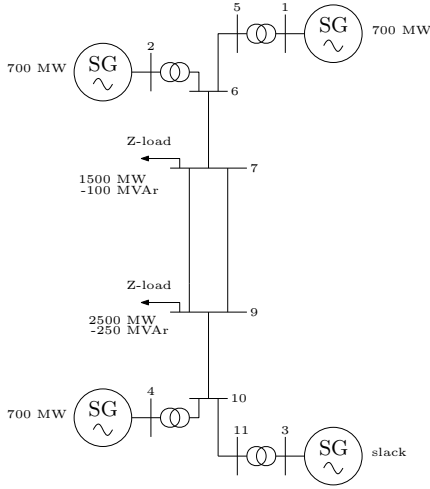 5 1
SG 700 MW
2
700 MW SG
6
Z-load
7
1500 MW
-100 MVAr
Z-load
9
2500 MW
-250 MVAr
10
4
700 MW SG
11 3
SG slack